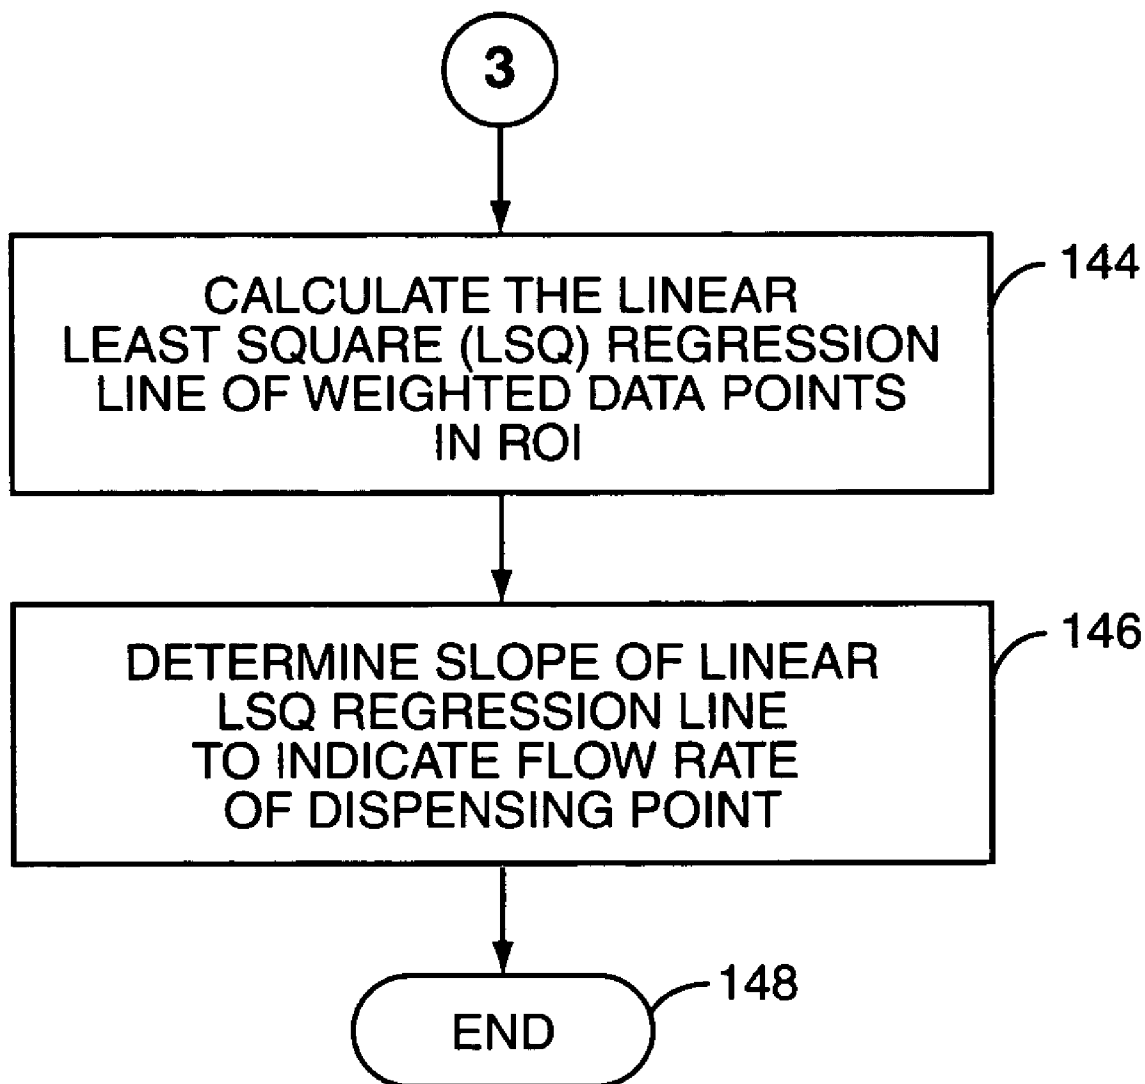 3
CALCULATE THE LINEAR
LEAST SQUARE (LSQ) REGRESSION
LINE OF WEIGHTED DATA POINTS
IN ROI
144
DETERMINE SLOPE OF LINEAR
LSQ REGRESSION LINE
TO INDICATE FLOW RATE
OF DISPENSING POINT
146
END
148